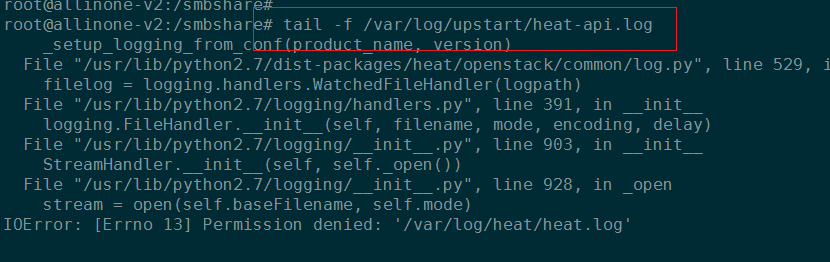 root@allinone-v2:/smbshare#
root@allinone-v2:/smbshare# tail -f /var/log/upstart/heat-api.log
    _setup_logging_from_conf(product_name, version)
  File "/usr/lib/python2.7/dist-packages/heat/openstack/common/log.py", line 529, i
    filelog = logging.handlers.WatchedFileHandler(logpath)
  File "/usr/lib/python2.7/logging/handlers.py", line 391, in __init__
    logging.FileHandler.__init__(self, filename, mode, encoding, delay)
  File "/usr/lib/python2.7/logging/__init__.py", line 903, in __init__
    StreamHandler.__init__(self, self._open())
  File "/usr/lib/python2.7/logging/__init__.py", line 928, in _open
    stream = open(self.baseFilename, self.mode)
IOError: [Errno 13] Permission denied: '/var/log/heat/heat.log'